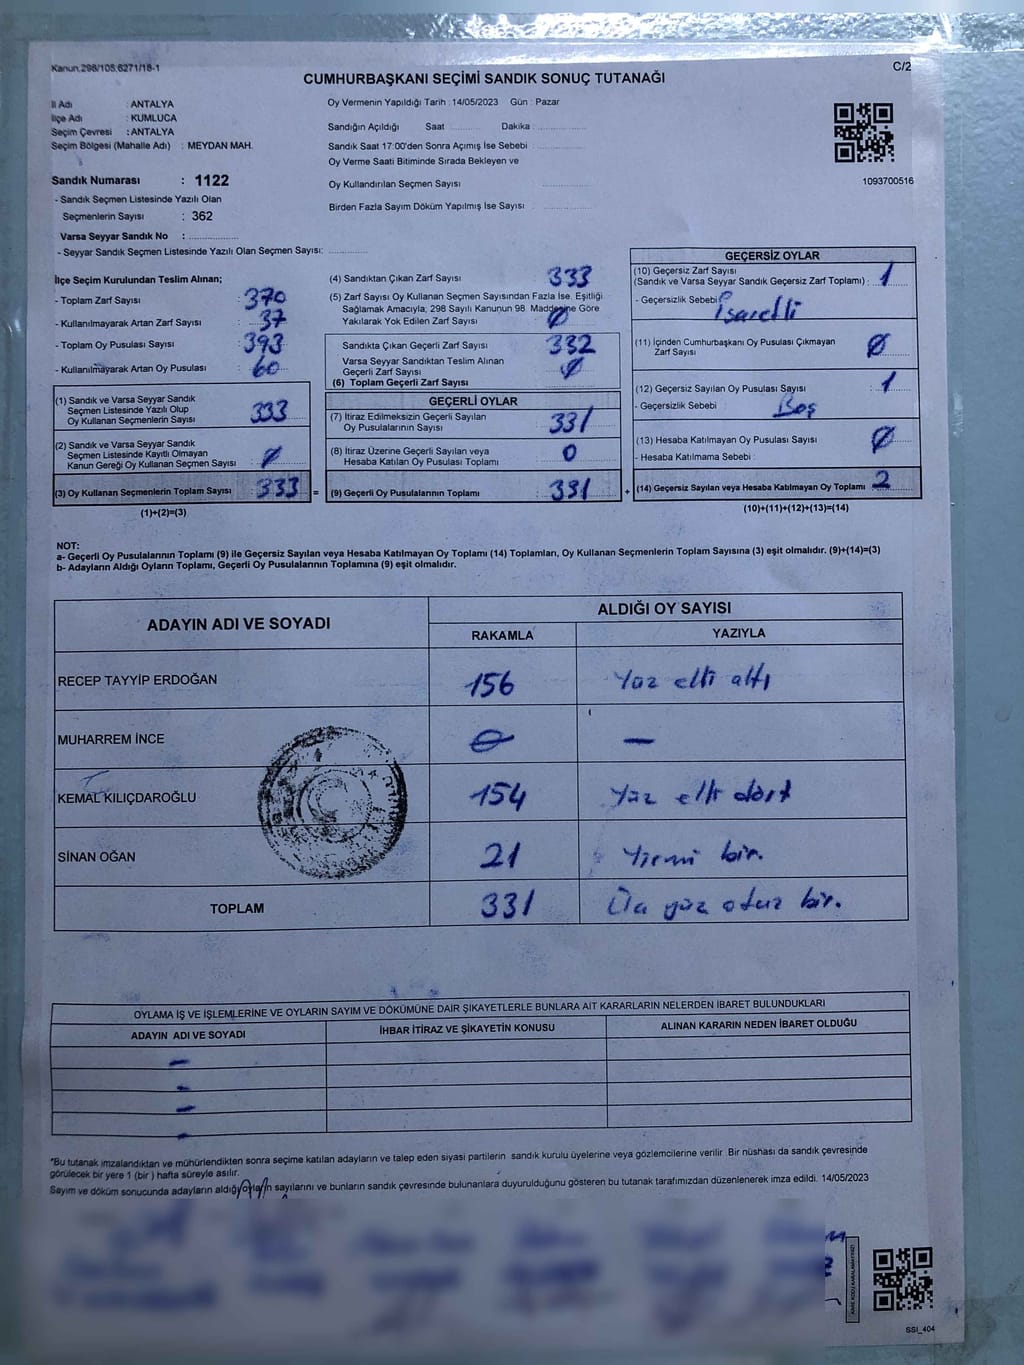 Kanun.298/105.6271/18-1
C/2
CUMHURBAŞKANI SEÇİMİ SANDIK SONUÇ TUTANAĞI
İl Adı : ANTALYA
İlçe Adı : KUMLUCA
Seçim Çevresi : ANTALYA
Seçim Bölgesi (Mahalle Adı) : MEYDAN MAH.
Sandık Numarası : 1122
- Sandık Seçmen Listesinde Yazılı Olan
Seçmenlerin Sayısı : 362
Varsa Seyyar Sandık No : ....................
- Seyyar Sandık Seçmen Listesinde Yazılı Olan Seçmen Sayısı: ..............
Oy Vermenin Yapıldığı Tarih : 14/05/2023 Gün : Pazar
Sandığın Açıldığı Saat ........... Dakika : ..................
Sandık Saat 17:00'den Sonra Açımış İse Sebebi : ..................
Oy Verme Saati Bitiminde Sırada Bekleyen ve
Oy Kullandırılan Seçmen Sayısı ..................
Birden Fazla Sayım Döküm Yapılmış İse Sayısı ..................
1093700516
İlçe Seçim Kurulundan Teslim Alınan;
- Toplam Zarf Sayısı : 370
- Kullanılmayarak Artan Zarf Sayısı : 37
- Toplam Oy Pusulası Sayısı : 393
- Kullanılmayarak Artan Oy Pusulası : 60
(1) Sandık ve Varsa Seyyar Sandık
Seçmen Listesinde Yazılı Olup
Oy Kullanan Seçmenlerin Sayısı 333
(2) Sandık ve Varsa Seyyar Sandık
Seçmen Listesinde Kayıtlı Olmayan
Kanun Gereği Oy Kullanan Seçmen Sayısı Ø
(3) Oy Kullanan Seçmenlerin Toplam Sayısı 333 =
(1)+(2)=(3)
(4) Sandıktan Çıkan Zarf Sayısı 333
(5) Zarf Sayısı Oy Kullanan Seçmen Sayısından Fazla İse. Eşitliği
Sağlamak Amacıyla, 298 Sayılı Kanunun 98. Maddesine Göre
Yakılarak Yok Edilen Zarf Sayısı Ø
Sandıkta Çıkan Geçerli Zarf Sayısı 332
Varsa Seyyar Sandıktan Teslim Alınan
Geçerli Zarf Sayısı Ø
(6) Toplam Geçerli Zarf Sayısı
GEÇERLİ OYLAR
(7) İtiraz Edilmeksizin Geçerli Sayılan
Oy Pusulalarının Sayısı 331
(8) İtiraz Üzerine Geçerli Sayılan veya
Hesaba Katılan Oy Pusulası Toplamı 0
(9) Geçerli Oy Pusulalarının Toplamı 331 +
GEÇERSİZ OYLAR
(10) Geçersiz Zarf Sayısı
(Sandık ve Varsa Seyyar Sandık Geçersiz Zarf Toplamı) : 1
- Geçersizlik Sebebi : İşaretli
(11) İçinden Cumhurbaşkanı Oy Pusulası Çıkmayan
Zarf Sayısı Ø
(12) Geçersiz Sayılan Oy Pusulası Sayısı 1
- Geçersizlik Sebebi : Boş
(13) Hesaba Katılmayan Oy Pusulası Sayısı Ø
- Hesaba Katılmama Sebebi :
(14) Geçersiz Sayılan veya Hesaba Katılmayan Oy Toplamı 2
(10)+(11)+(12)+(13)=(14)
NOT:
a- Geçerli Oy Pusulalarının Toplamı (9) ile Geçersiz Sayılan veya Hesaba Katılmayan Oy Toplamı (14) Toplamları, Oy Kullanan Seçmenlerin Toplam Sayısına (3) eşit olmalıdır. (9)+(14)=(3)
b- Adayların Aldığı Oyların Toplamı, Geçerli Oy Pusulalarının Toplamına (9) eşit olmalıdır.
ADAYIN ADI VE SOYADI
ALDIĞI OY SAYISI
RAKAMLA YAZIYLA
RECEP TAYYİP ERDOĞAN 156 Yüz elli altı
MUHARREM İNCE Ø —
KEMAL KILIÇDAROĞLU 154 Yüz elli dört
SİNAN OĞAN 21 Yirmi bir.
TOPLAM 331 Üç yüz otuz bir.
OYLAMA İŞ VE İŞLEMLERİNE VE OYLARIN SAYIM VE DÖKÜMÜNE DAİR ŞİKAYETLERLE BUNLARA AİT KARARLARIN NELERDEN İBARET BULUNDUKLARI
ADAYIN ADI VE SOYADI İHBAR İTİRAZ VE ŞİKAYETİN KONUSU ALINAN KARARIN NEDEN İBARET OLDUĞU
—
—
—
—
*Bu tutanak imzalandıktan ve mühürlendikten sonra seçime katılan adayların ve talep eden siyasi partilerin sandık kurulu üyelerine veya gözlemcilerine verilir. Bir nüshası da sandık çevresinde
görülecek bir yere 1 (bir ) hafta süreyle asılır.
Sayım ve döküm sonucunda adayların aldığı oyların sayılarını ve bunların sandık çevresinde bulunanlara duyurulduğunu gösteren bu tutanak tarafımızdan düzenlenerek imza edildi. 14/05/2023
SSI_404